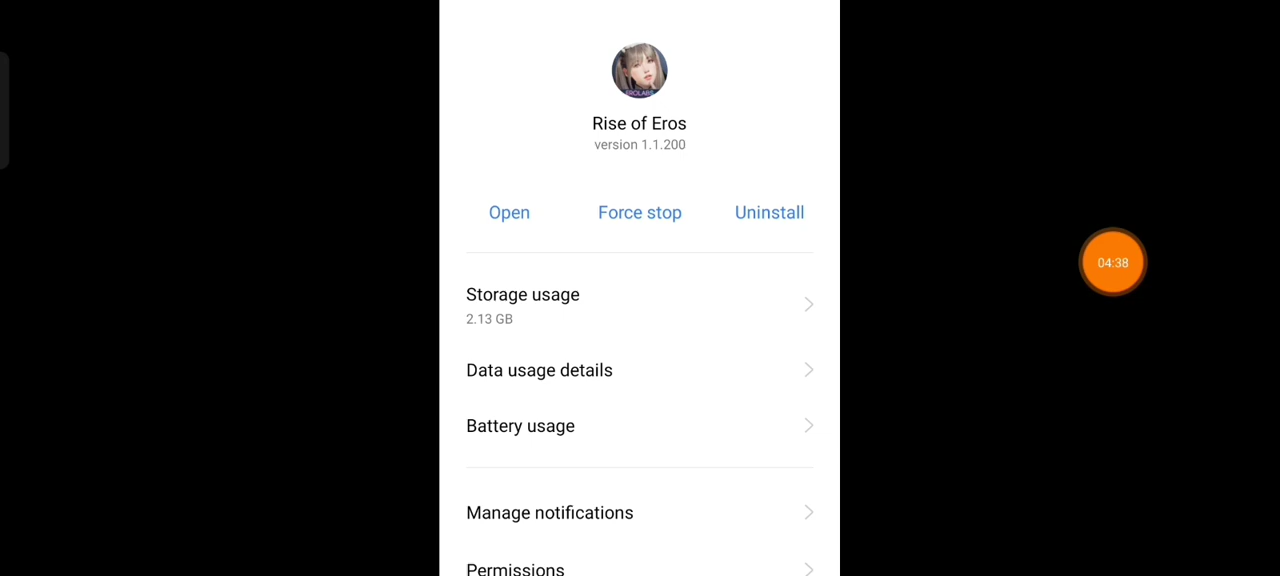 EROLABS
Rise of Eros
version 1.1.200
Open
Force stop
Uninstall
Storage usage
2.13 GB
Data usage details
Battery usage
Manage notifications
Permissions
04:38